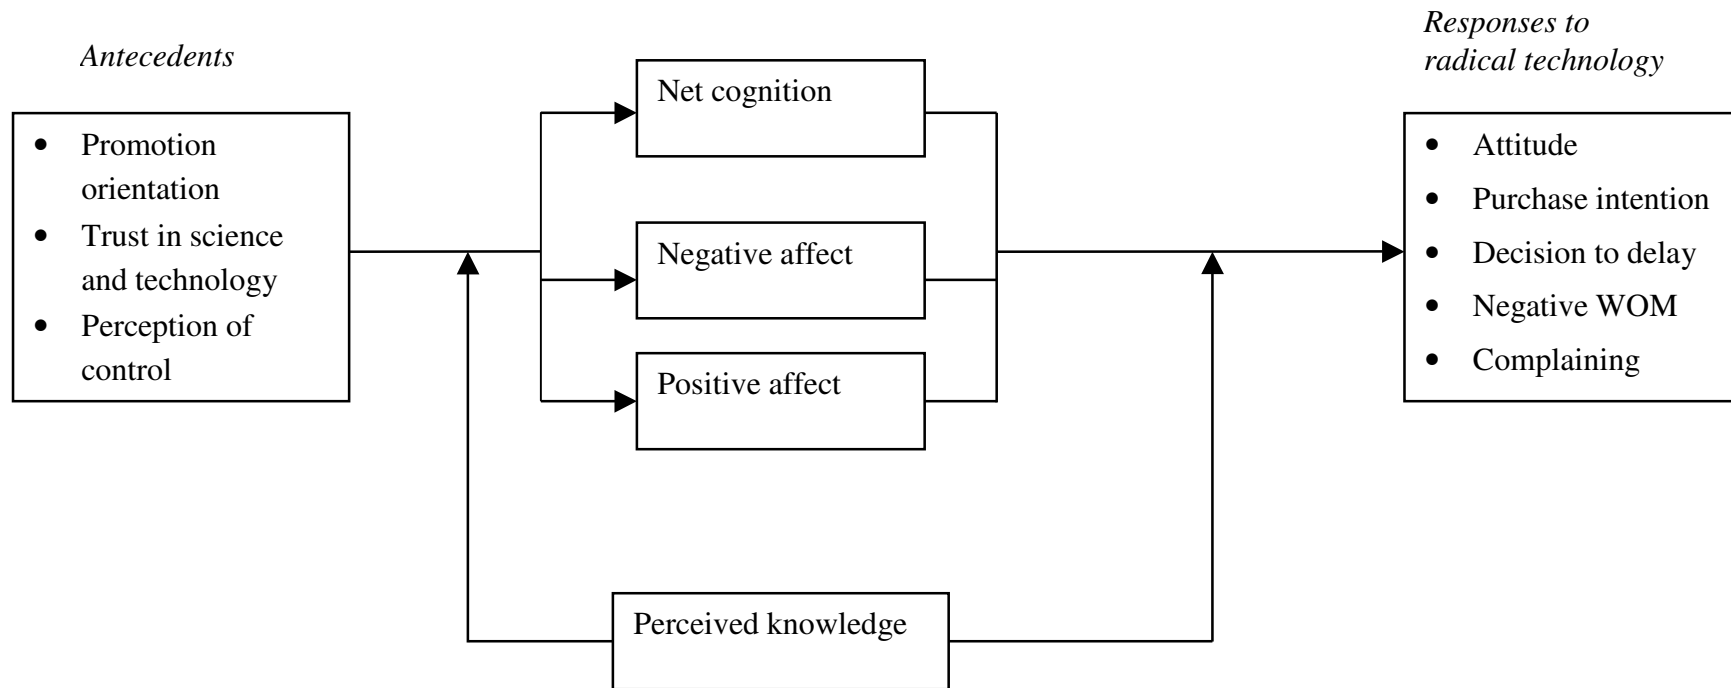 Antecedents
• Promotion
orientation
• Trust in science
and technology
• Perception of
control
Net cognition
Negative affect
Positive affect
Perceived knowledge
Responses to
radical technology
• Attitude
• Purchase intention
• Decision to delay
• Negative WOM
• Complaining